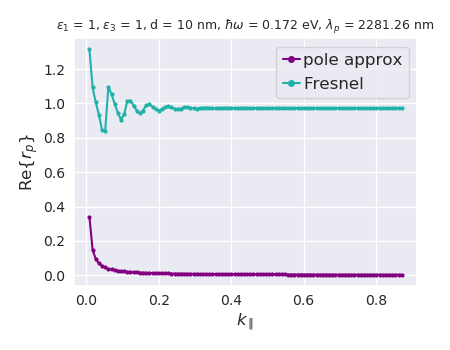 ε₁ = 1, ε₃ = 1, d = 10 nm, ℏω = 0.172 eV, λₚ = 2281.26 nm
Re{rₚ}
1.2
1.0
0.8
0.6
0.4
0.2
0.0
pole approx
Fresnel
0.0 0.2 0.4 0.6 0.8
k∥